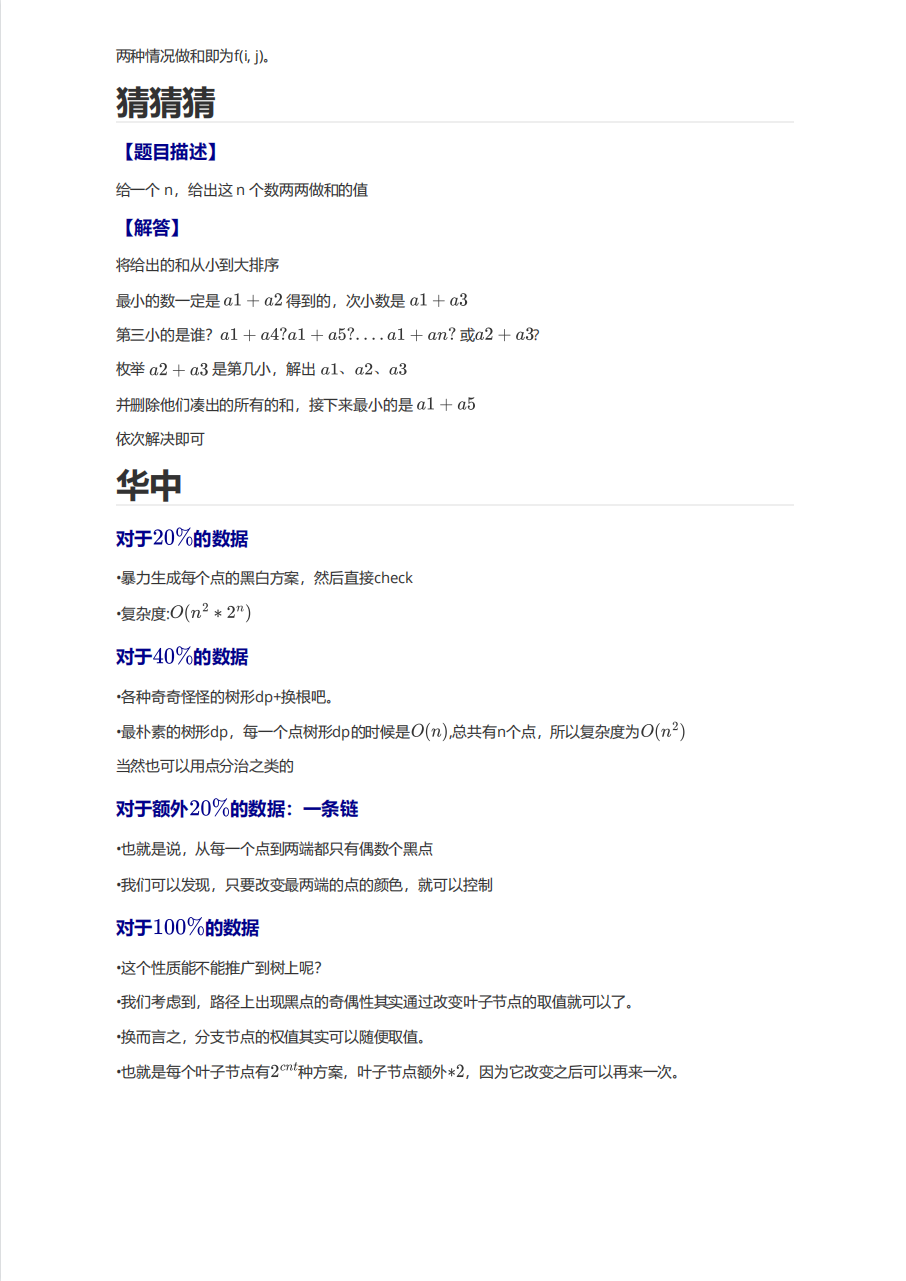 两种情况做和即为f(i, j)。
猜猜猜
【题目描述】
给一个 n，给出这 n 个数两两做和的值
【解答】
将给出的和从小到大排序
最小的数一定是 a1 + a2 得到的，次小数是 a1 + a3
第三小的是谁？a1 + a4?a1 + a5?....a1 + an? 或a2 + a3?
枚举 a2 + a3 是第几小，解出 a1、a2、a3
并删除他们凑出的所有的和，接下来最小的是 a1 + a5
依次解决即可
华中
对于20%的数据
•暴力生成每个点的黑白方案，然后直接check
•复杂度:O(n² * 2ⁿ)
对于40%的数据
•各种奇奇怪怪的树形dp+换根吧。
•最朴素的树形dp，每一个点树形dp的时候是O(n),总共有n个点，所以复杂度为O(n²)
当然也可以用点分治之类的
对于额外20%的数据：一条链
•也就是说，从每一个点到两端都只有偶数个黑点
•我们可以发现，只要改变最两端的点的颜色，就可以控制
对于100%的数据
•这个性质能不能推广到树上呢？
•我们考虑到，路径上出现黑点的奇偶性其实通过改变叶子节点的取值就可以了。
•换而言之，分支节点的权值其实可以随便取值。
•也就是每个叶子节点有2^{cnt}种方案，叶子节点额外*2，因为它改变之后可以再来一次。